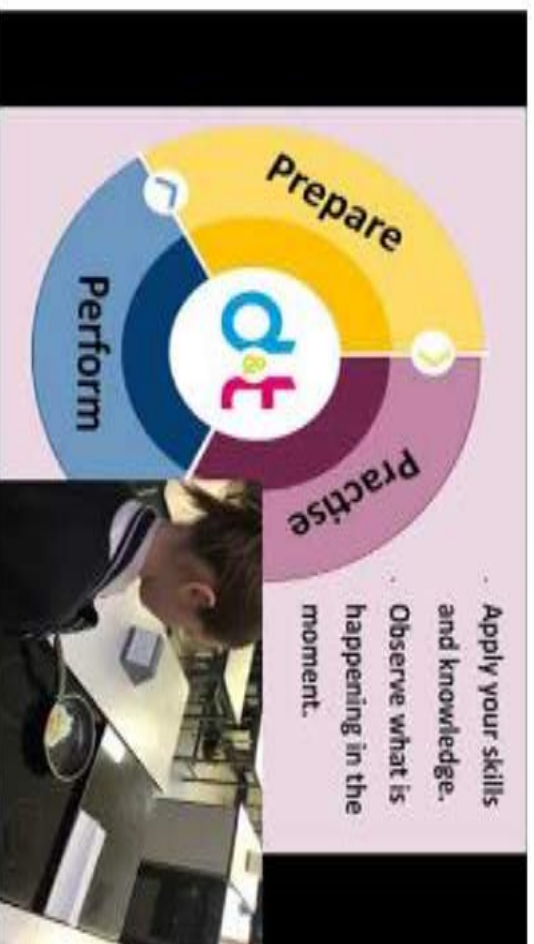 Prepare
Practise
Perform
d&t
· Apply your skills
and knowledge.
· Observe what is
happening in the
moment.